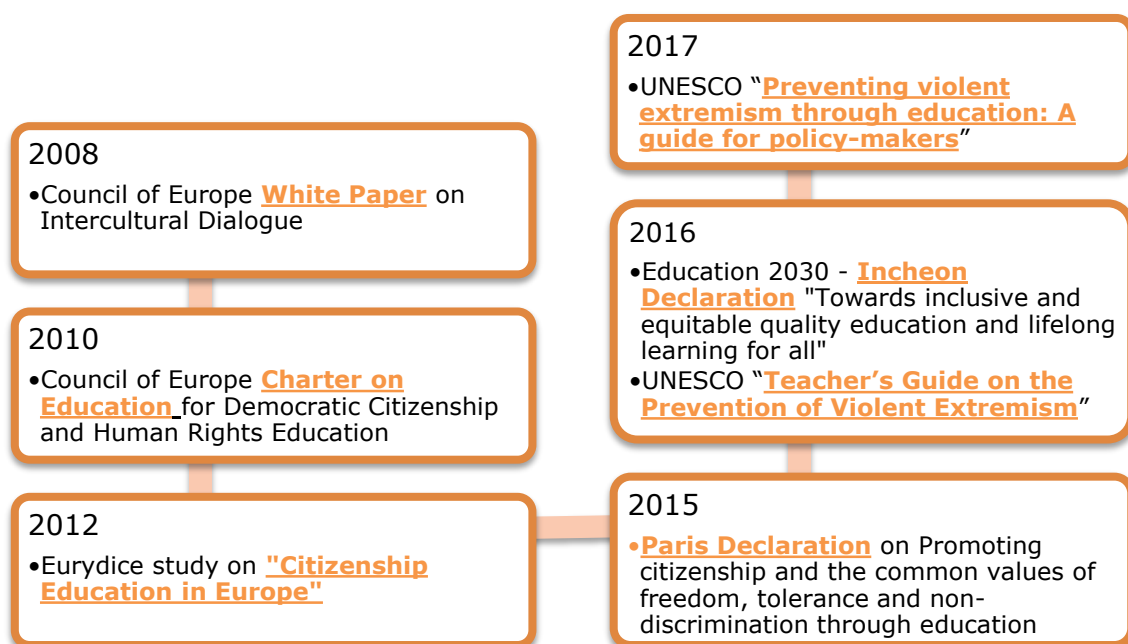 2008
•Council of Europe White Paper on
Intercultural Dialogue
2010
•Council of Europe Charter on
Education for Democratic Citizenship
and Human Rights Education
2012
•Eurydice study on "Citizenship
Education in Europe"
2015
•Paris Declaration on Promoting
citizenship and the common values of
freedom, tolerance and non-
discrimination through education
2016
•Education 2030 - Incheon
Declaration "Towards inclusive and
equitable quality education and lifelong
learning for all"
•UNESCO “Teacher’s Guide on the
Prevention of Violent Extremism”
2017
•UNESCO “Preventing violent
extremism through education: A
guide for policy-makers”